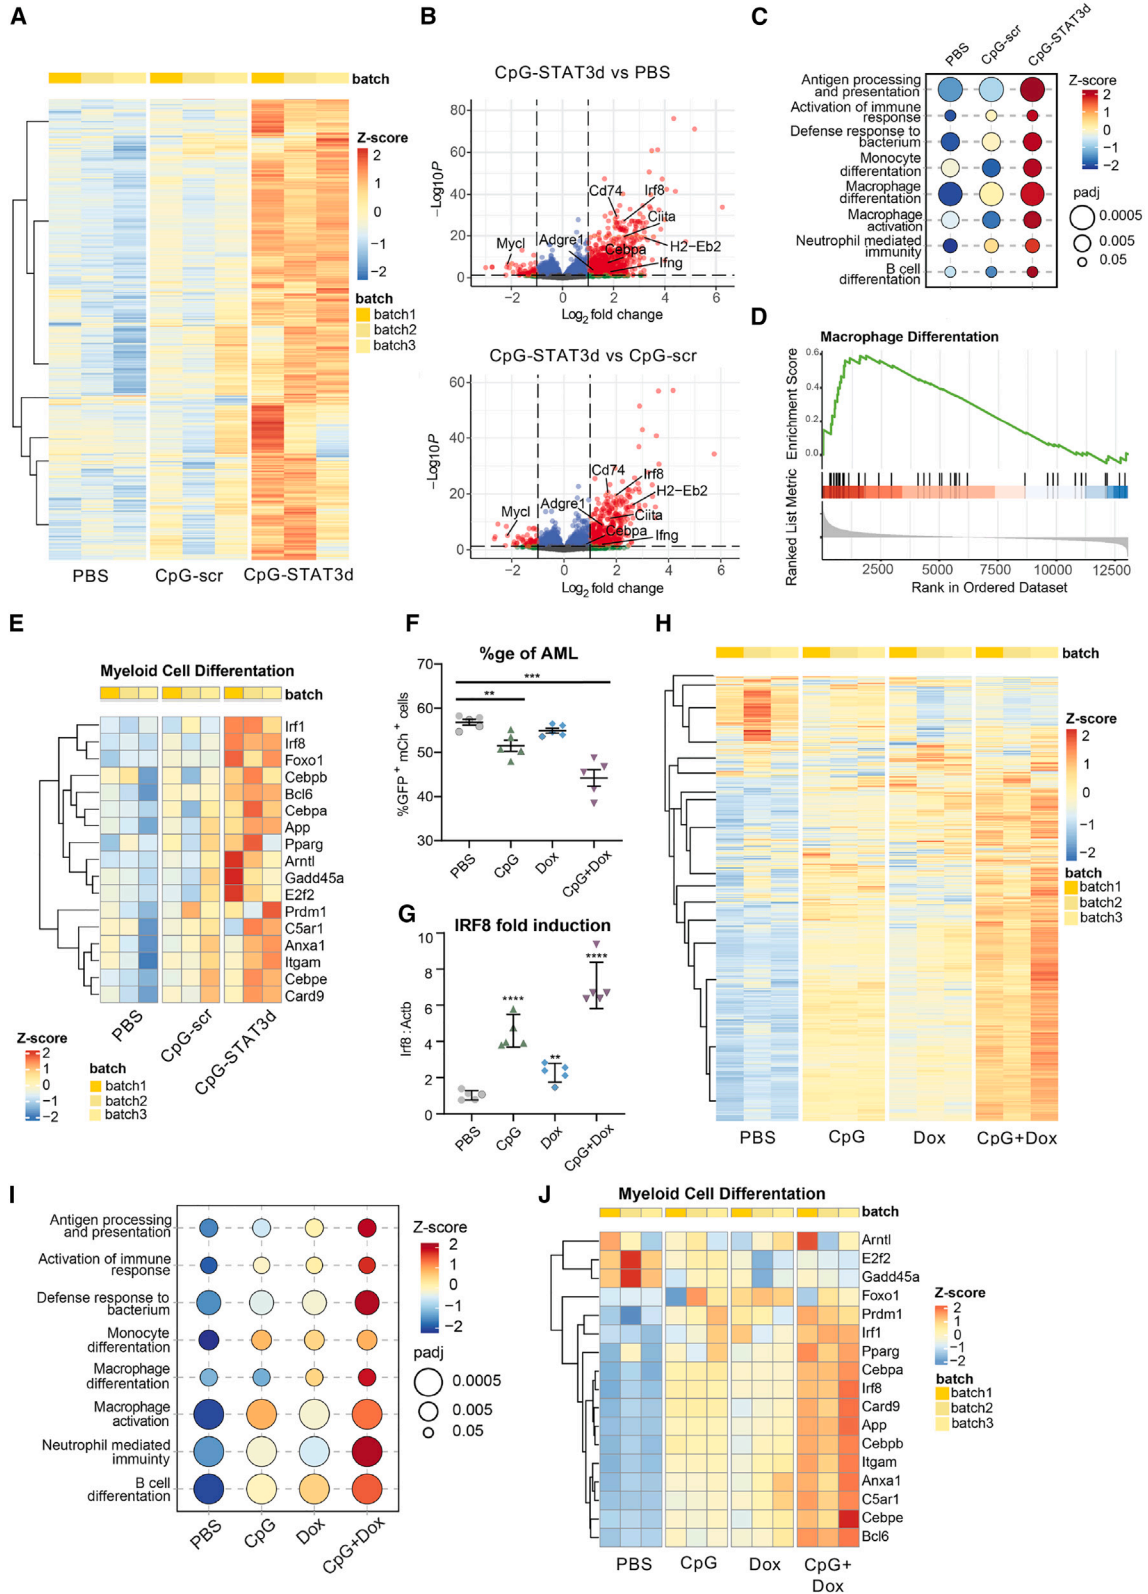 A
batch
Z-score
2
1
0
−1
−2
batch
batch1
batch2
batch3
PBS
CpG-scr
CpG-STAT3d
B
CpG-STAT3d vs PBS
80
60
40
20
0
−Log10P
Cd74
Irf8
Ciita
Mycl
Adgre1
H2−Eb2
Cebpa
Ifng
−2
0
2
4
6
Log2 fold change
CpG-STAT3d vs CpG-scr
60
40
20
0
−Log10P
Cd74
Irf8
H2−Eb2
Adgre1
Mycl
Ciita
Cebpa
Ifng
−2
0
2
4
6
Log2 fold change
C
PBS
CpG-scr
CpG-STAT3d
Antigen processing
and presentation
Activation of immune
response
Defense response to
bacterium
Monocyte
differentiation
Macrophage
differentiation
Macrophage
activation
Neutrophil mediated
immunity
B cell
differentiation
Z-score
2
1
0
−1
−2
padj
0.0005
0.005
0.05
D
Macrophage Differentiation
Enrichment Score
0.6
0.4
0.2
0.0
Ranked List Metric
2500
5000
7500
10000
12500
Rank in Ordered Dataset
E
Myeloid Cell Differentation
batch
Irf1
Irf8
Foxo1
Cebpb
Bcl6
Cebpa
App
Pparg
Arntl
Gadd45a
E2f2
Prdm1
C5ar1
Anxa1
Itgam
Cebpe
Card9
PBS
CpG-scr
CpG-STAT3d
Z-score
2
1
0
−1
−2
batch
batch1
batch2
batch3
F
%ge of AML
***
**
70
60
50
40
30
%GFP+ mCh+ cells
PBS
CpG
Dox
CpG+Dox
G
IRF8 fold induction
10
8
6
4
2
0
Irf8:Actb
****
**
****
PBS
CpG
Dox
CpG+Dox
H
batch
Z-score
2
1
0
−1
−2
batch
batch1
batch2
batch3
PBS
CpG
Dox
CpG+Dox
I
Antigen processing
and presentation
Activation of immune
response
Defense response to
bacterium
Monocyte
differentiation
Macrophage
differentiation
Macrophage
activation
Neutrophil mediated
immuinty
B cell
differentiation
PBS
CpG
Dox
CpG+Dox
Z-score
2
1
0
−1
−2
padj
0.0005
0.005
0.05
J
Myeloid Cell Differentation
batch
Arntl
E2f2
Gadd45a
Foxo1
Prdm1
Irf1
Pparg
Cebpa
Irf8
Card9
App
Cebpb
Itgam
Anxa1
C5ar1
Cebpe
Bcl6
PBS
CpG
Dox
CpG+
Dox
Z-score
2
1
0
−1
−2
batch
batch1
batch2
batch3